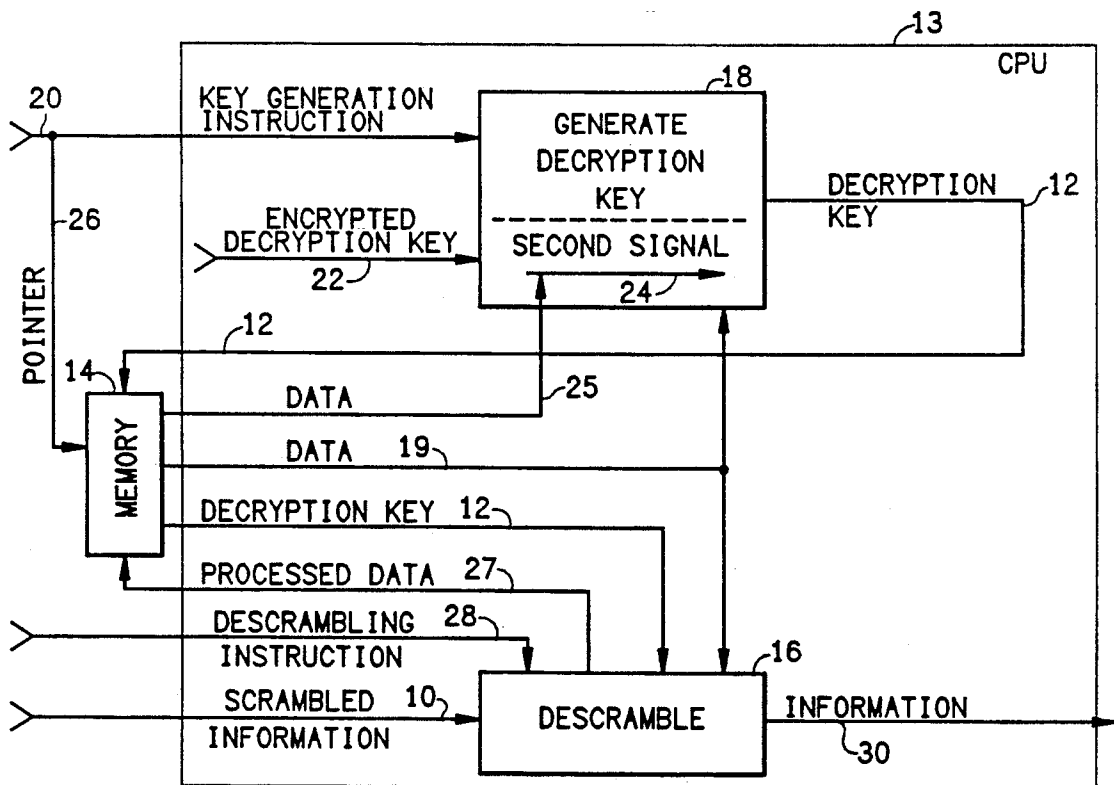 13
CPU
20
KEY GENERATION
INSTRUCTION
18
GENERATE
DECRYPTION
KEY
DECRYPTION
KEY
12
26
ENCRYPTED
DECRYPTION KEY
22
SECOND SIGNAL
24
POINTER
12
14
MEMORY
DATA
25
DATA
19
DECRYPTION KEY
12
PROCESSED DATA
27
DESCRAMBLING
INSTRUCTION
28
16
SCRAMBLED
INFORMATION
10
DESCRAMBLE
INFORMATION
30